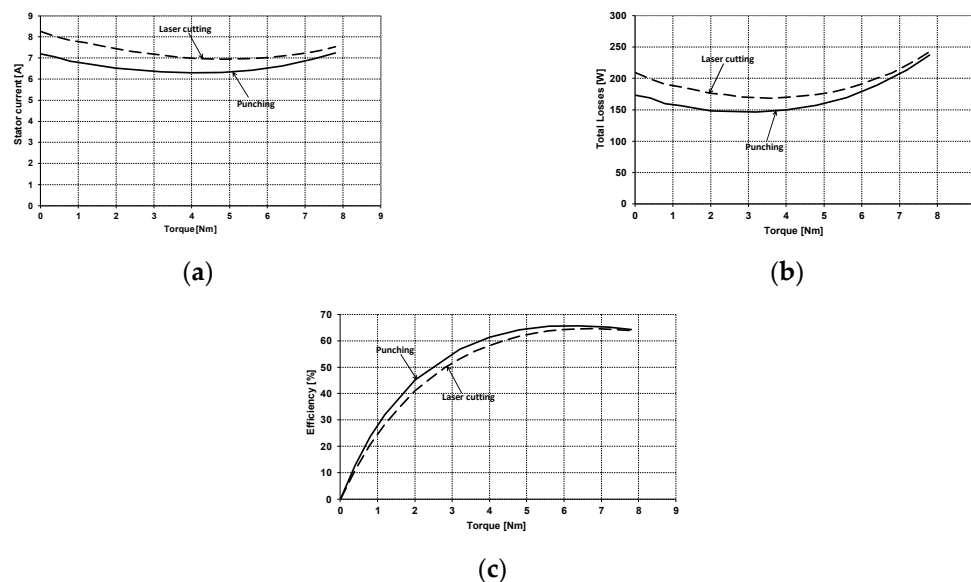 9
8
7
6
5
4
3
2
1
0
Stator current [A]
Laser cutting
Punching
0 1 2 3 4 5 6 7 8 9
Torque [Nm]
(a)
300
250
200
150
100
50
0
Total Losses [W]
Laser cutting
Punching
0 1 2 3 4 5 6 7 8
Torque [Nm]
(b)
70
60
50
40
30
20
10
0
Efficiency [%]
Punching
Laser cutting
0 1 2 3 4 5 6 7 8 9
Torque [Nm]
(c)